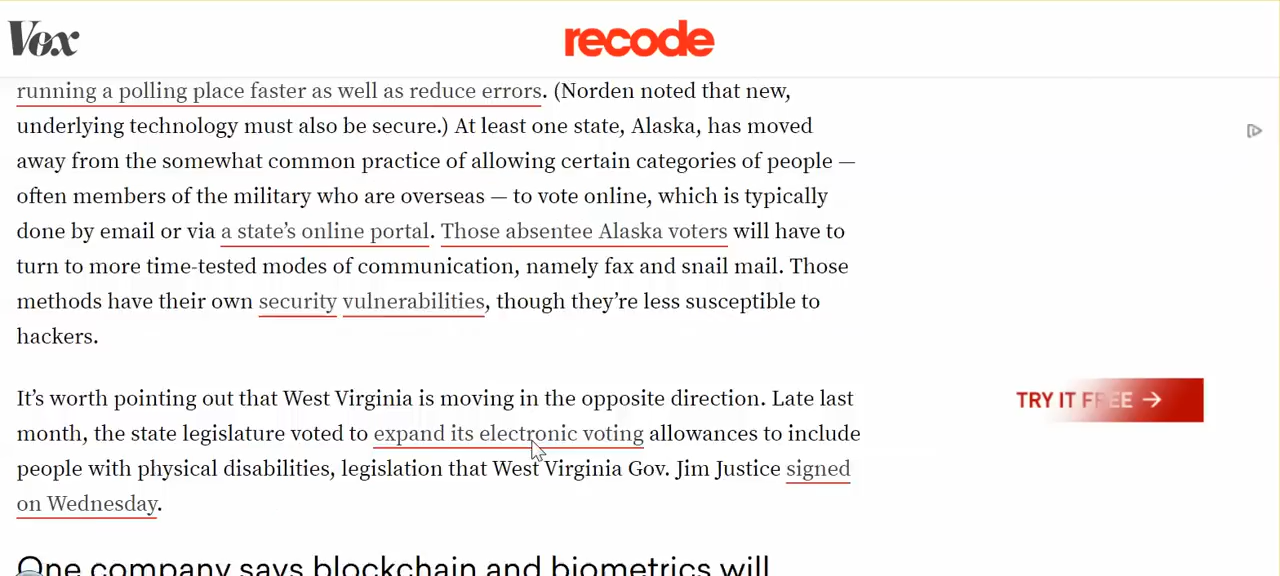 Vox
recode
running a polling place faster as well as reduce errors. (Norden noted that new,
underlying technology must also be secure.) At least one state, Alaska, has moved
away from the somewhat common practice of allowing certain categories of people —
often members of the military who are overseas — to vote online, which is typically
done by email or via a state’s online portal. Those absentee Alaska voters will have to
turn to more time-tested modes of communication, namely fax and snail mail. Those
methods have their own security vulnerabilities, though they’re less susceptible to
hackers.
It’s worth pointing out that West Virginia is moving in the opposite direction. Late last
month, the state legislature voted to expand its electronic voting allowances to include
people with physical disabilities, legislation that West Virginia Gov. Jim Justice signed
on Wednesday.
TRY IT FREE →
One company says blockchain and biometrics will